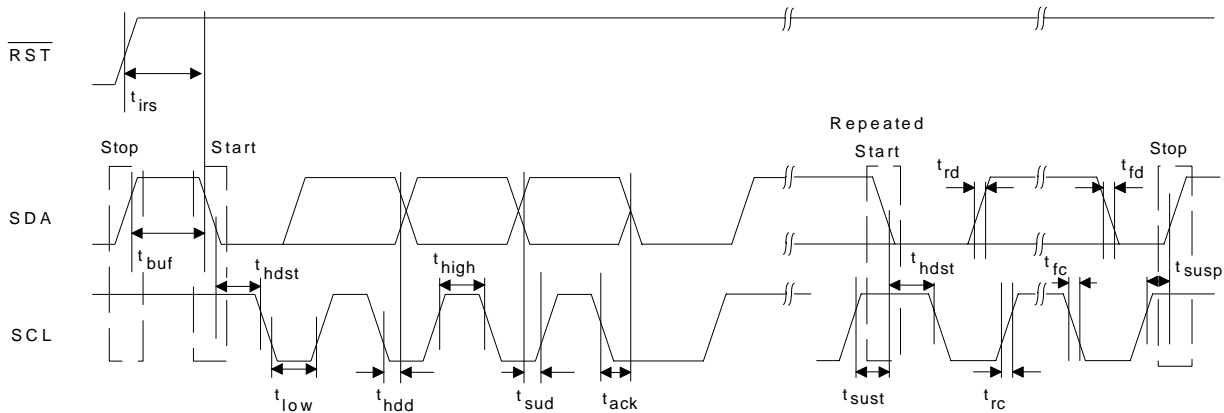 RST
t irs
Repeated
Stop Start Start Stop
t rd t fd
SDA
t buf t hdst t high t hdst t fc t susp
SCL
t low t hdd t sud t ack t sust t rc